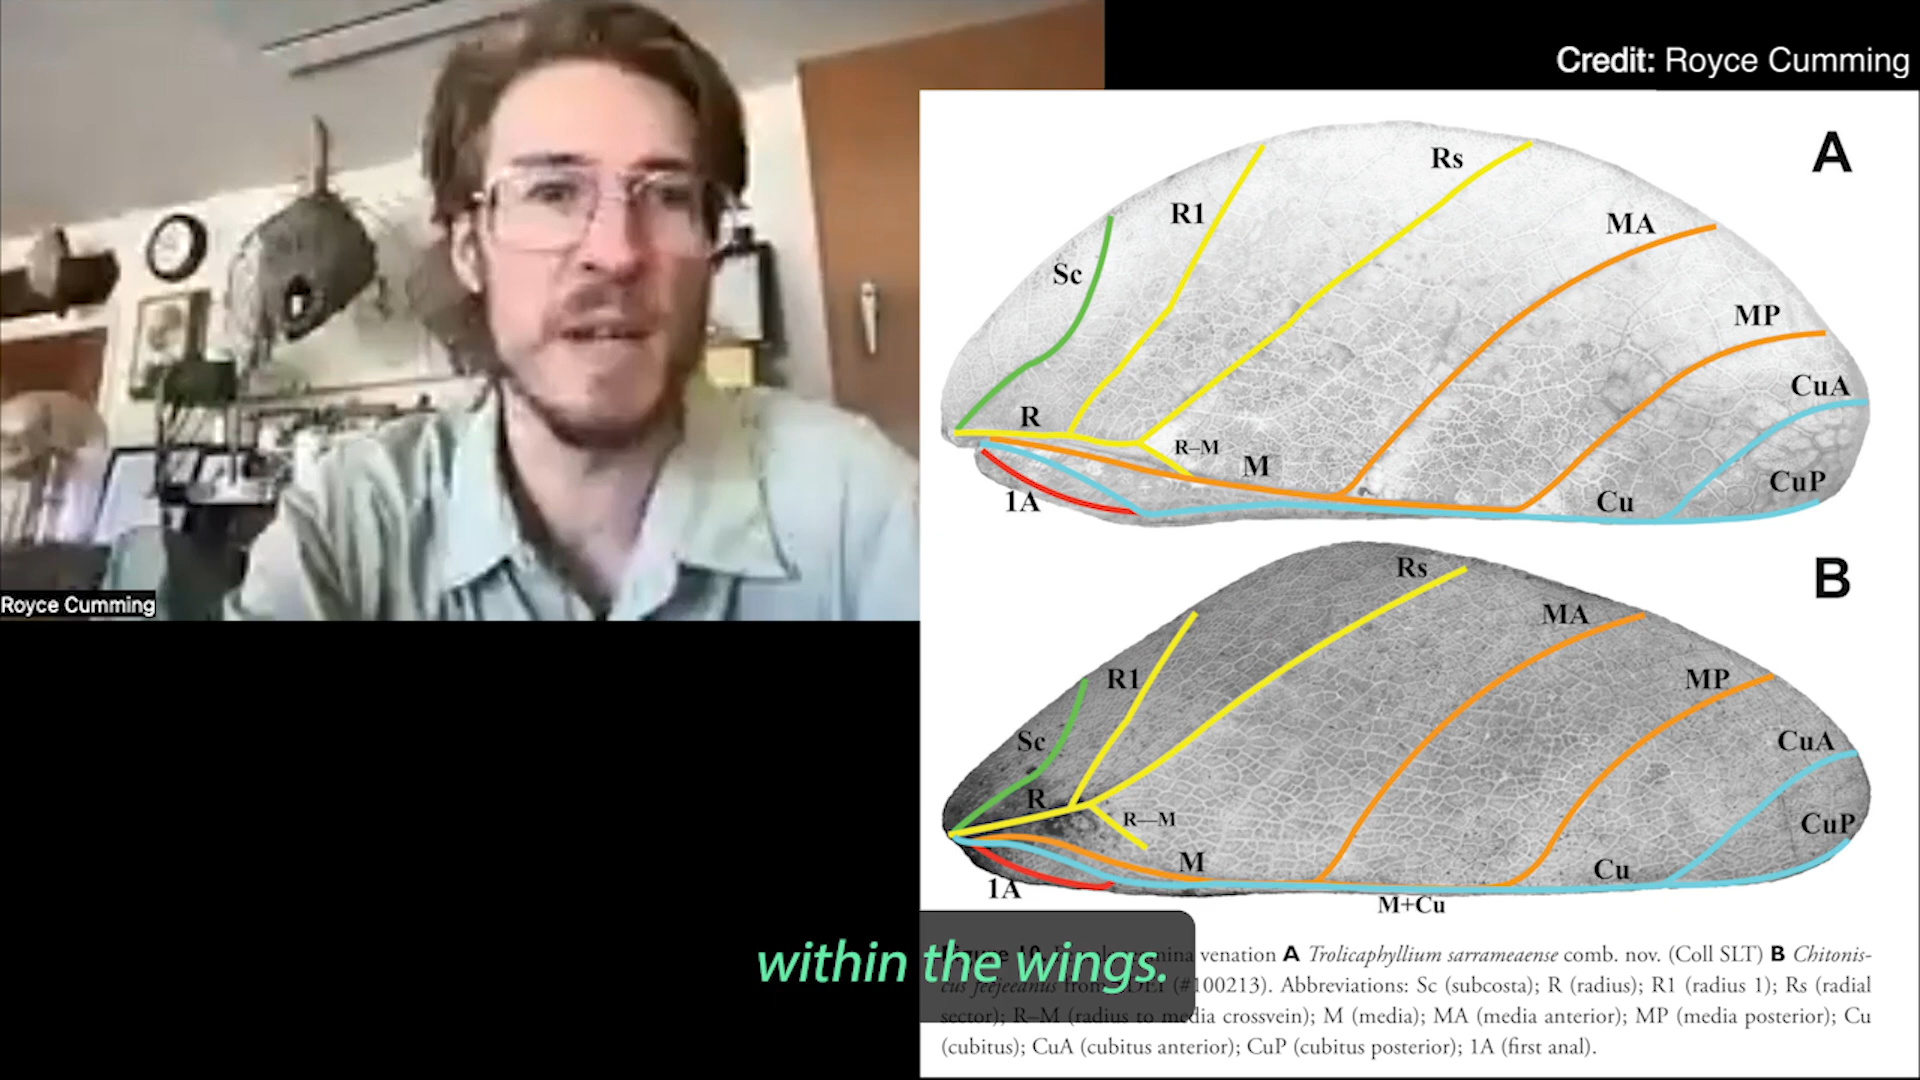 Credit: Royce Cumming
Royce Cumming
A
Rs
R1
MA
Sc
MP
CuA
R
R–M
M
CuP
Cu
1A
B
Rs
MA
R1
MP
Sc
CuA
R
R—M
CuP
M
Cu
1A
M+Cu
within the wings.
venation A Trolicaphyllium sarrameaense comb. nov. (Coll SLT) B Chitonis-
cus feejeeanus from (#100213). Abbreviations: Sc (subcosta); R (radius); R1 (radius 1); Rs (radial
sector); R–M (radius to media crossvein); M (media); MA (media anterior); MP (media posterior); Cu
(cubitus); CuA (cubitus anterior); CuP (cubitus posterior); 1A (first anal).